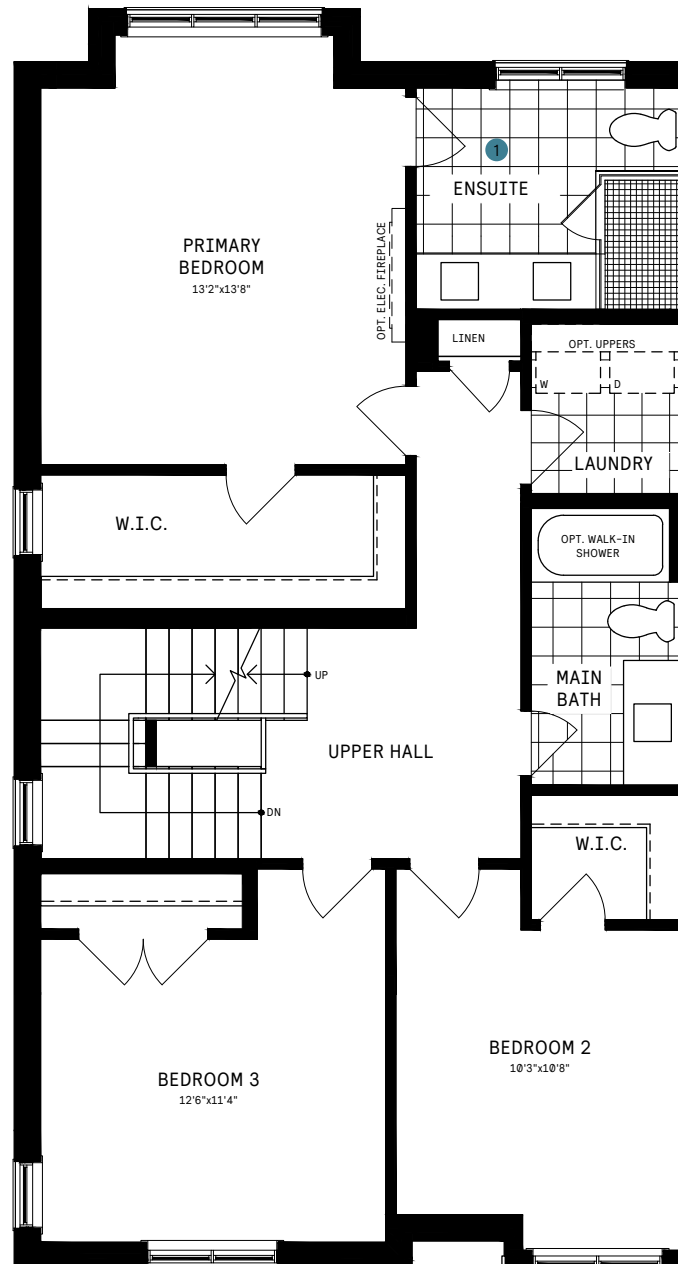 1
ENSUITE
PRIMARY
BEDROOM
13'2"x13'8"
OPT. ELEC. FIREPLACE
LINEN
OPT. UPPERS
W
D
LAUNDRY
W.I.C.
OPT. WALK-IN
SHOWER
MAIN
BATH
UP
UPPER HALL
DN
W.I.C.
BEDROOM 2
10'3"x10'8"
BEDROOM 3
12'6"x11'4"